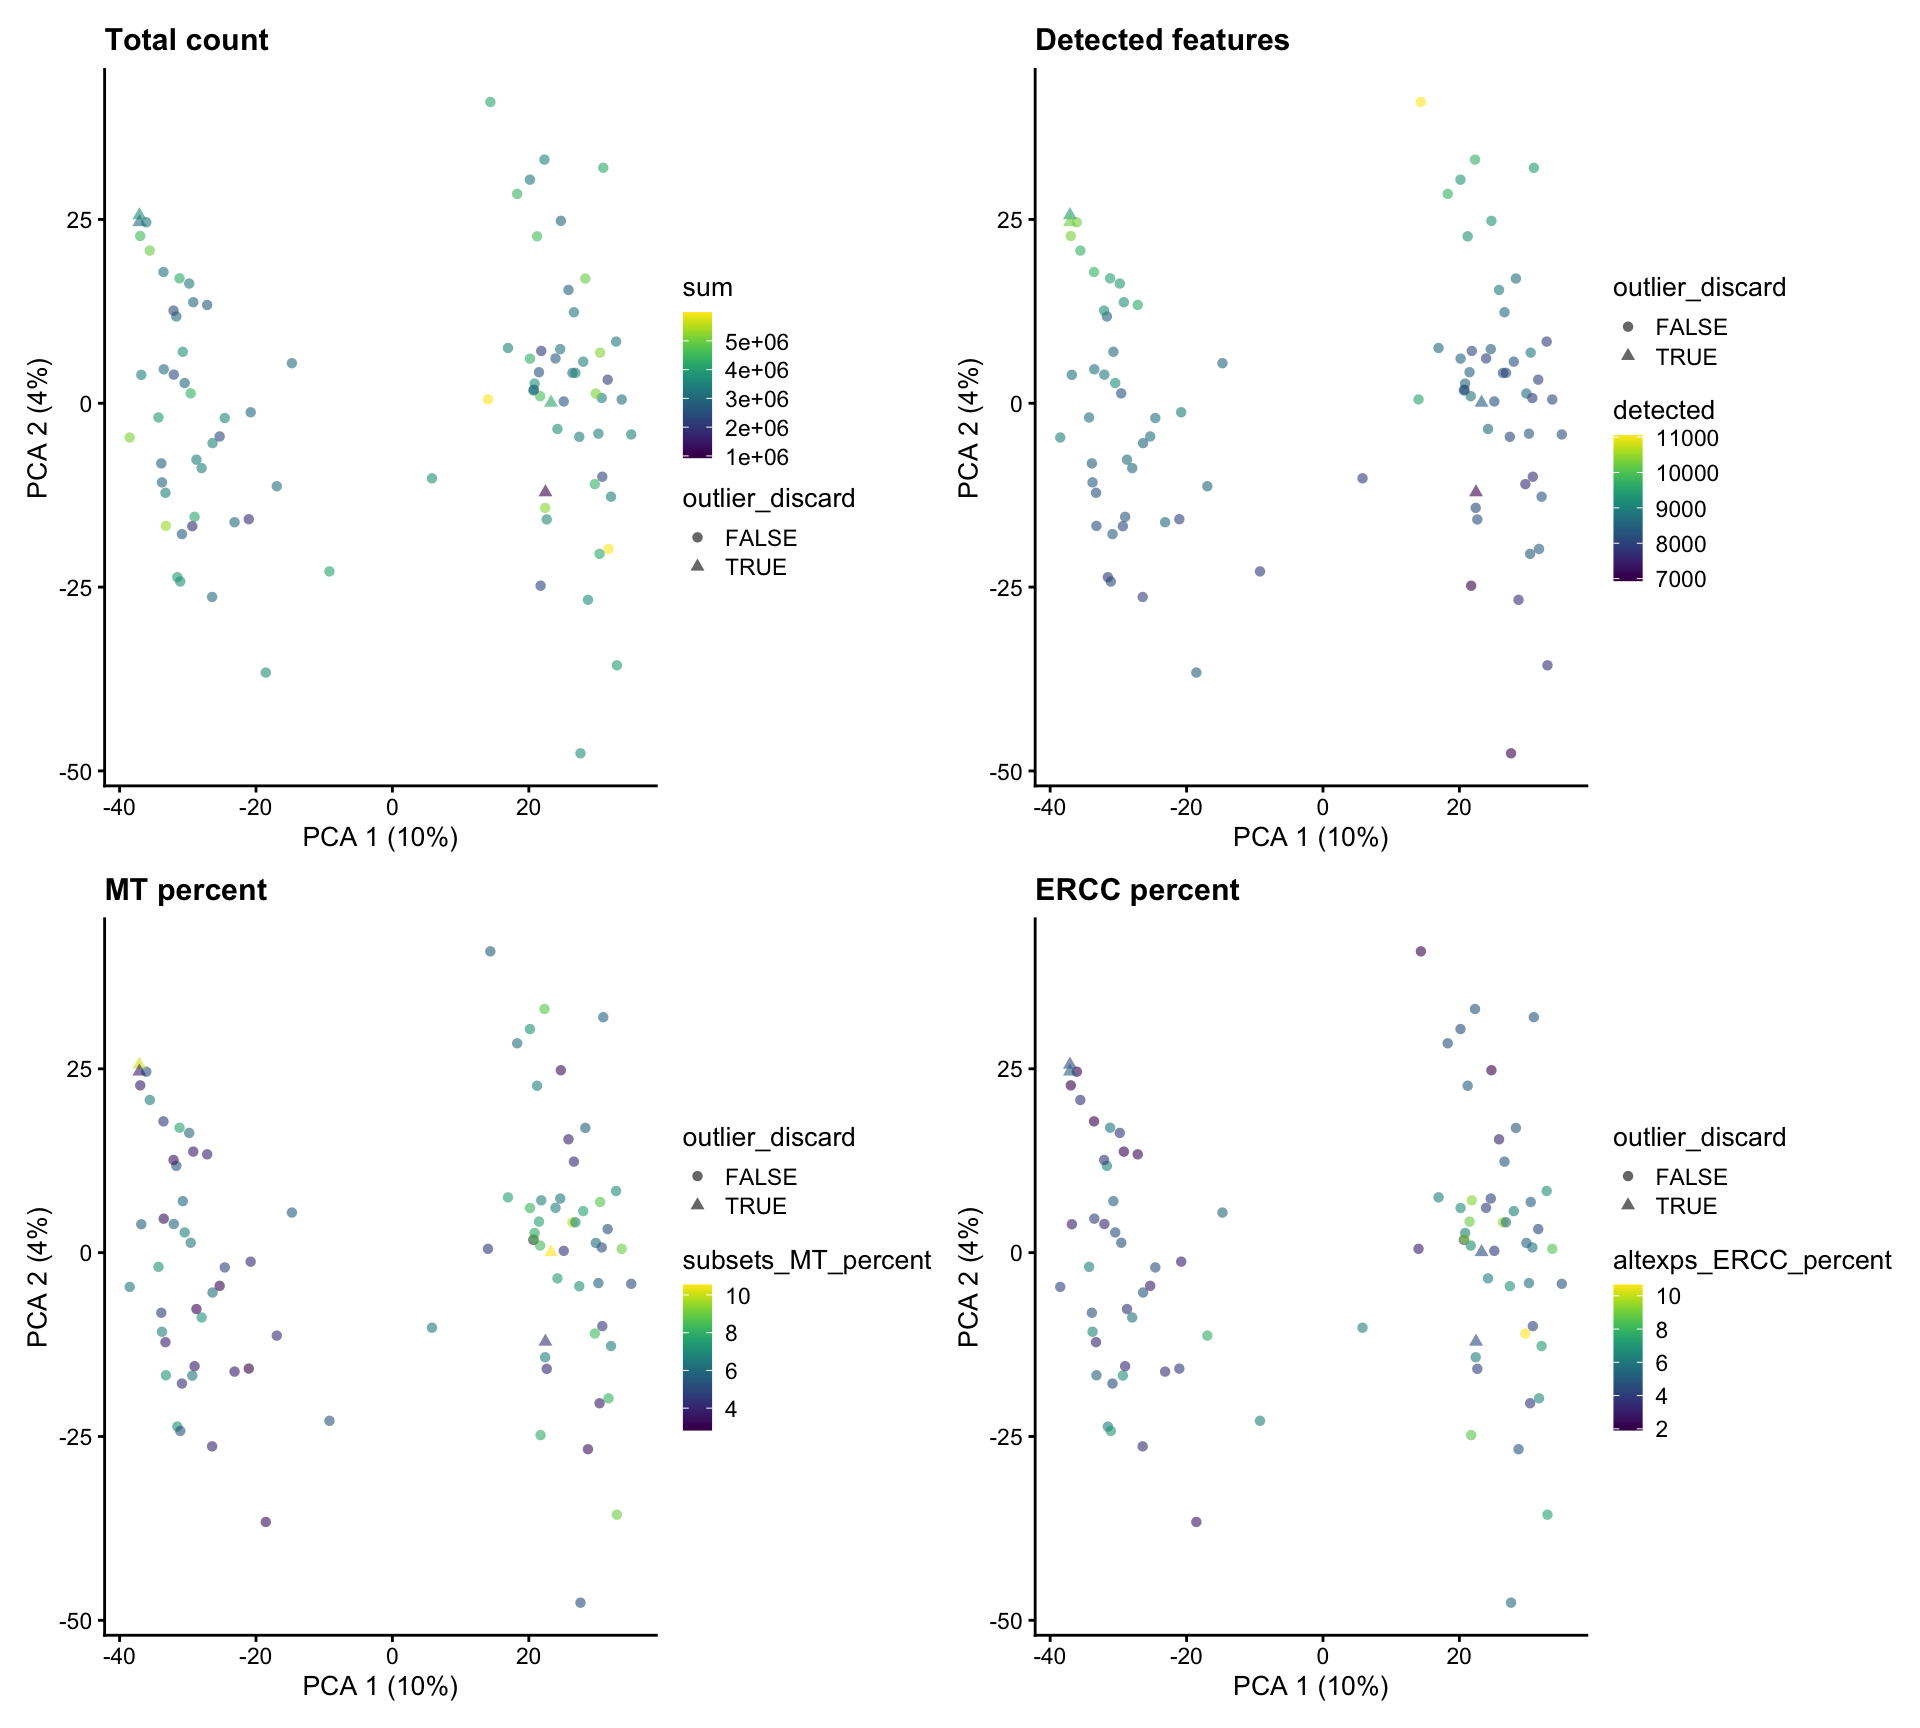 Total count
25
0
-25
-50
-40
-20
0
20
PCA 1 (10%)
PCA 2 (4%)
sum
5e+06
4e+06
3e+06
2e+06
1e+06
outlier_discard
FALSE
TRUE
Detected features
25
0
-25
-50
-40
-20
0
20
PCA 1 (10%)
PCA 2 (4%)
outlier_discard
FALSE
TRUE
detected
11000
10000
9000
8000
7000
MT percent
25
0
-25
-50
-40
-20
0
20
PCA 1 (10%)
PCA 2 (4%)
outlier_discard
FALSE
TRUE
subsets_MT_percent
10
8
6
4
ERCC percent
25
0
-25
-50
-40
-20
0
20
PCA 1 (10%)
PCA 2 (4%)
outlier_discard
FALSE
TRUE
altexps_ERCC_percent
10
8
6
4
2